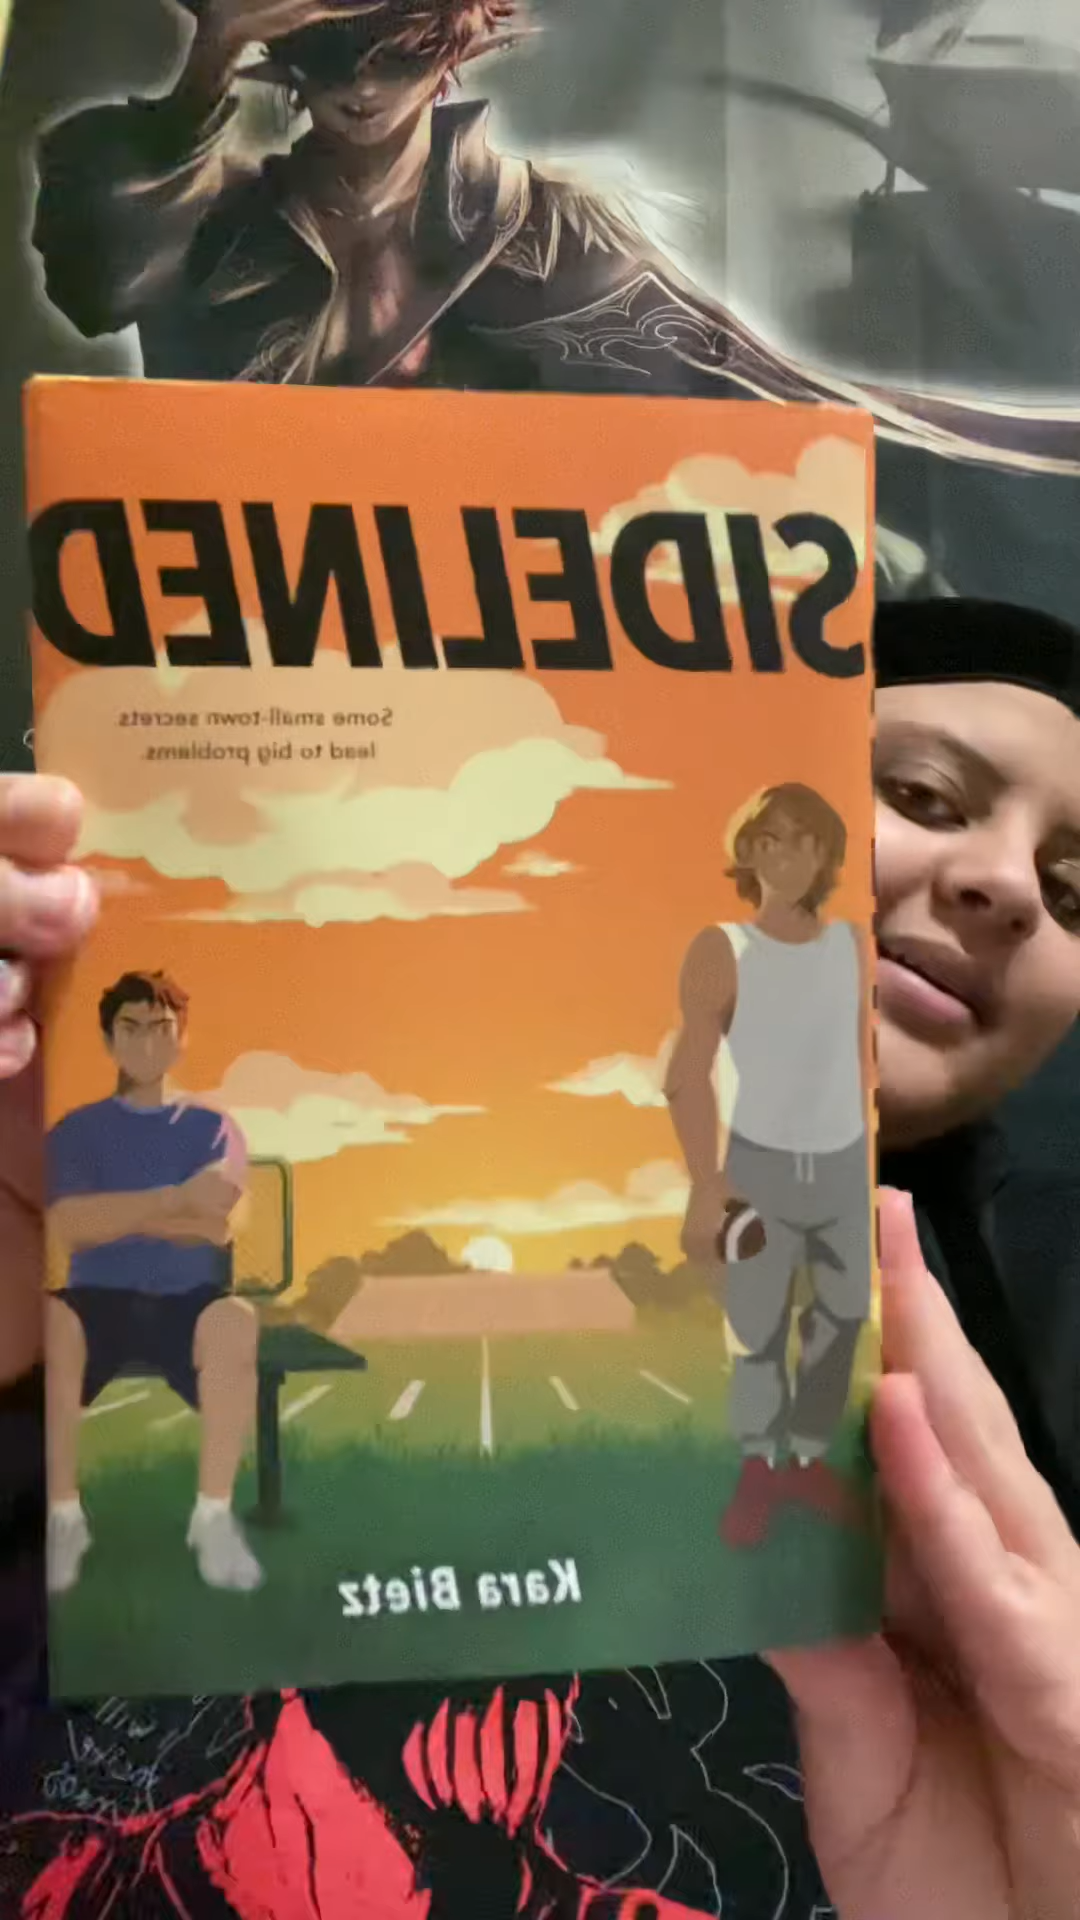 SIDELINED
Some small-town secrets
lead to big problems.
Kara Bietz